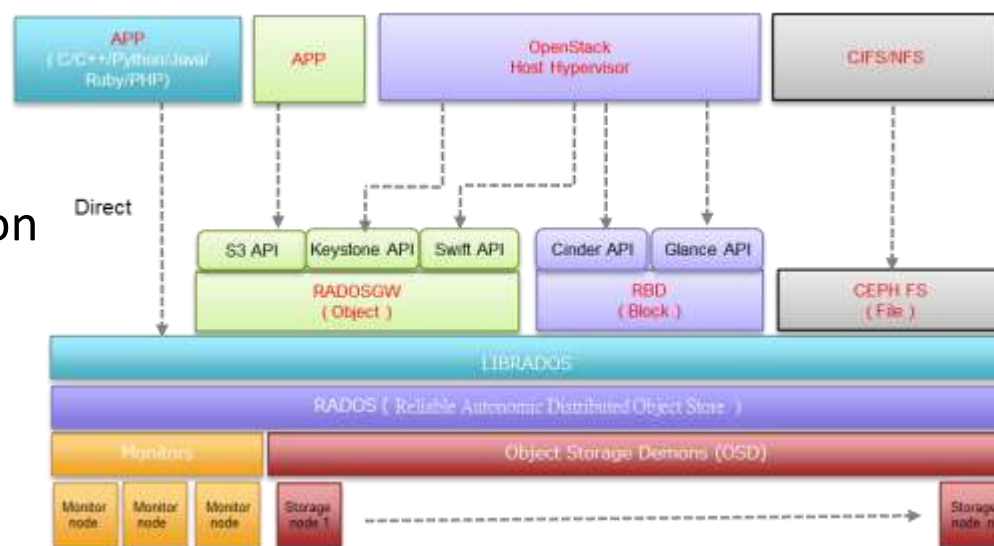 APP
( C/C++/Python/Java/
Ruby/PHP)
APP
OpenStack
Host Hypervisor
CIFS/NFS
Direct
on
S3 API
Keystone API
Swift API
Cinder API
Glance API
RADOSGW
( Object )
RBD
( Block )
CEPH FS
( File )
LIBRADOS
RADOS ( Reliable Autonomic Distributed Object Store )
Monitors
Object Storage Demons (OSD)
Monitor
node
Monitor
node
Monitor
node
Storage
node 1
Storage
node n